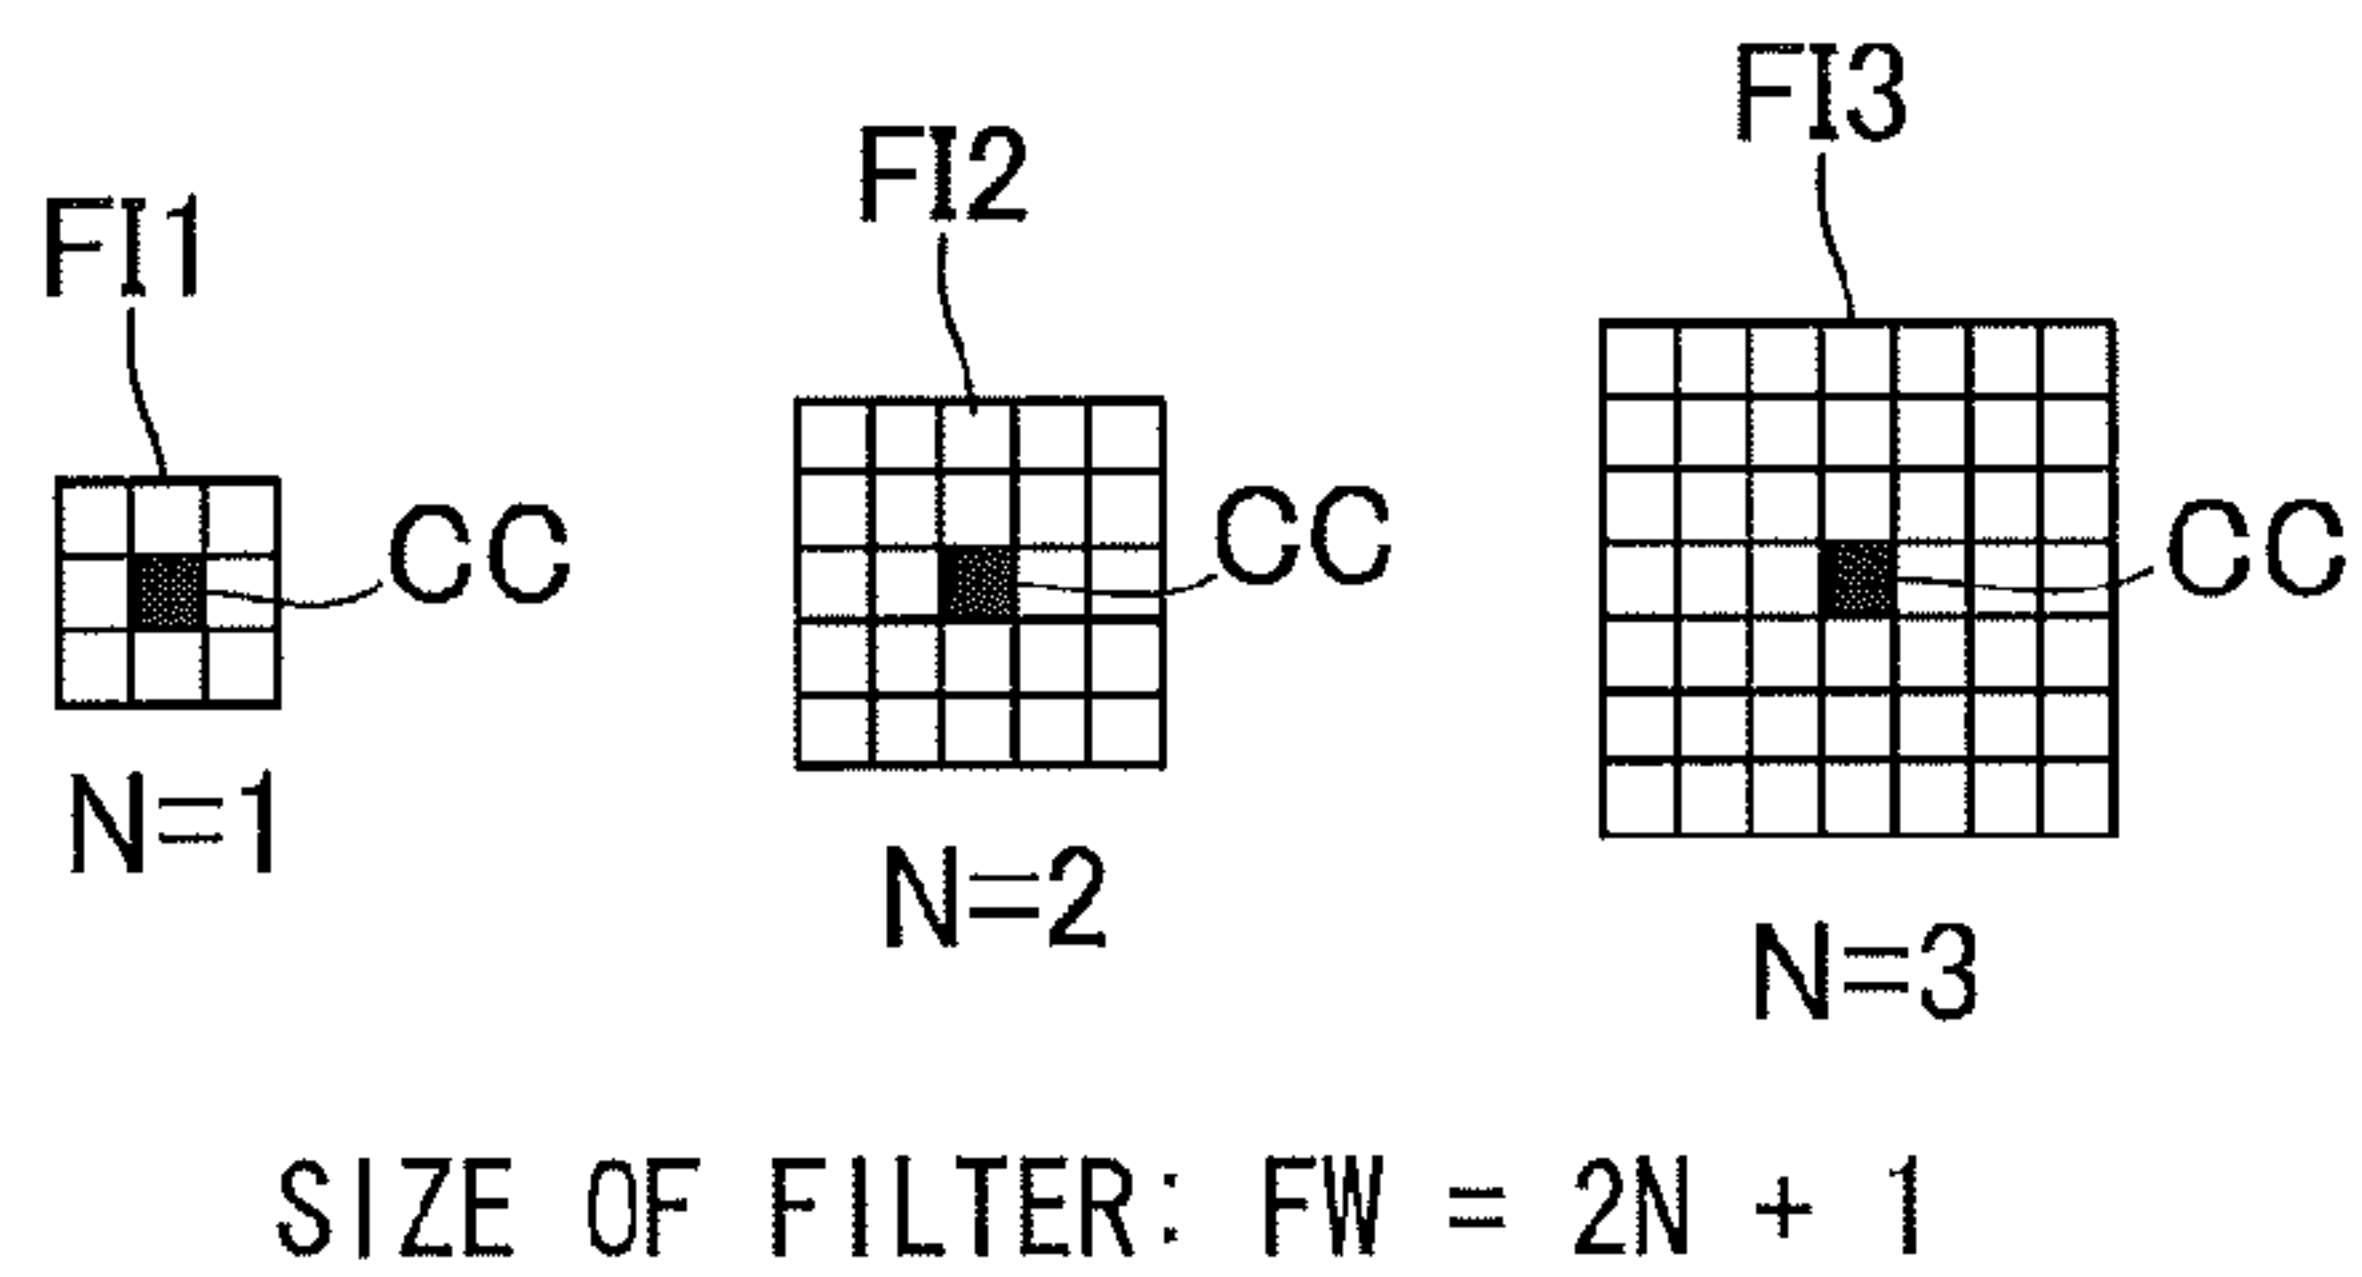 FI1
FI2
FI3
CC
CC
CC
N=1
N=2
N=3
SIZE OF FILTER: FW = 2N + 1